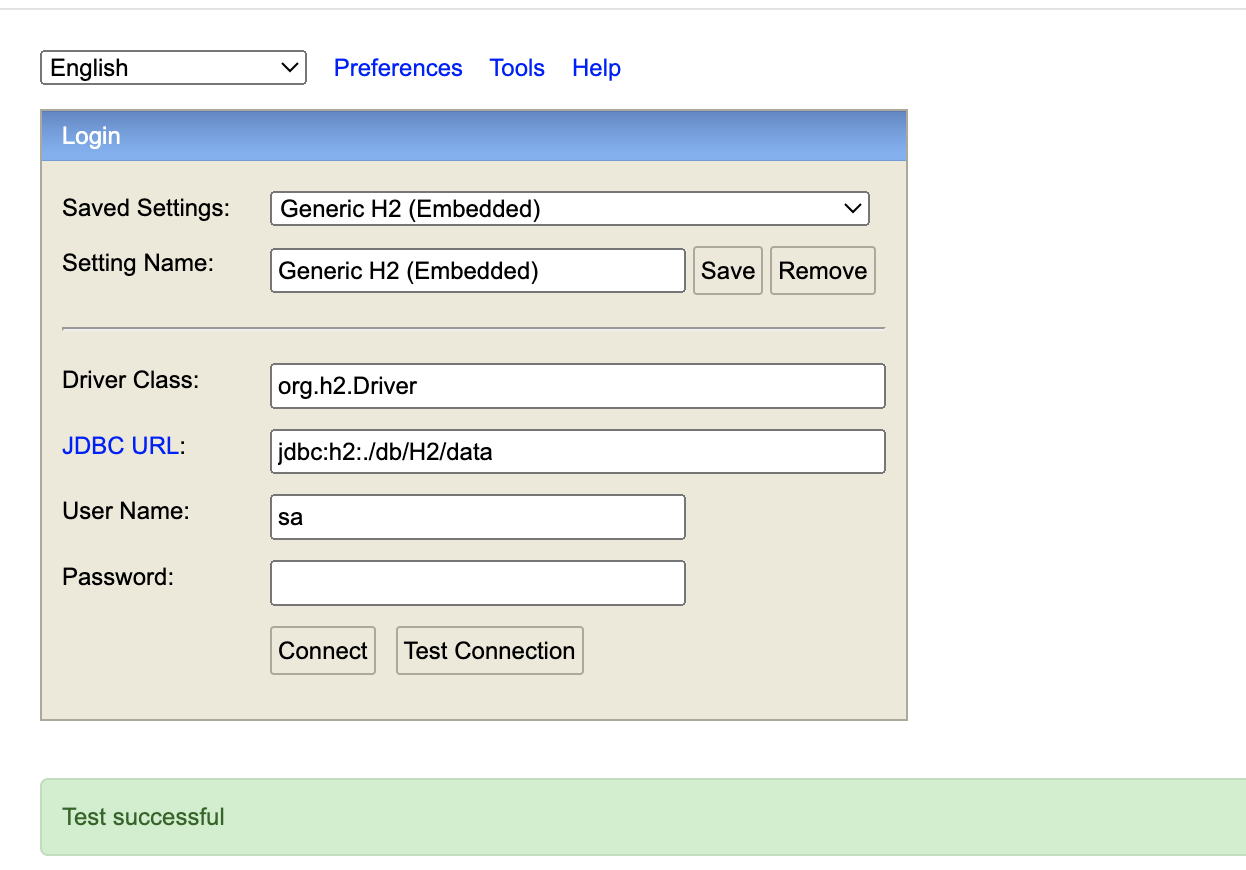 English Preferences Tools Help
Login
Saved Settings: Generic H2 (Embedded)
Setting Name: Generic H2 (Embedded) Save Remove
Driver Class: org.h2.Driver
JDBC URL: jdbc:h2:./db/H2/data
User Name: sa
Password:
Connect Test Connection
Test successful